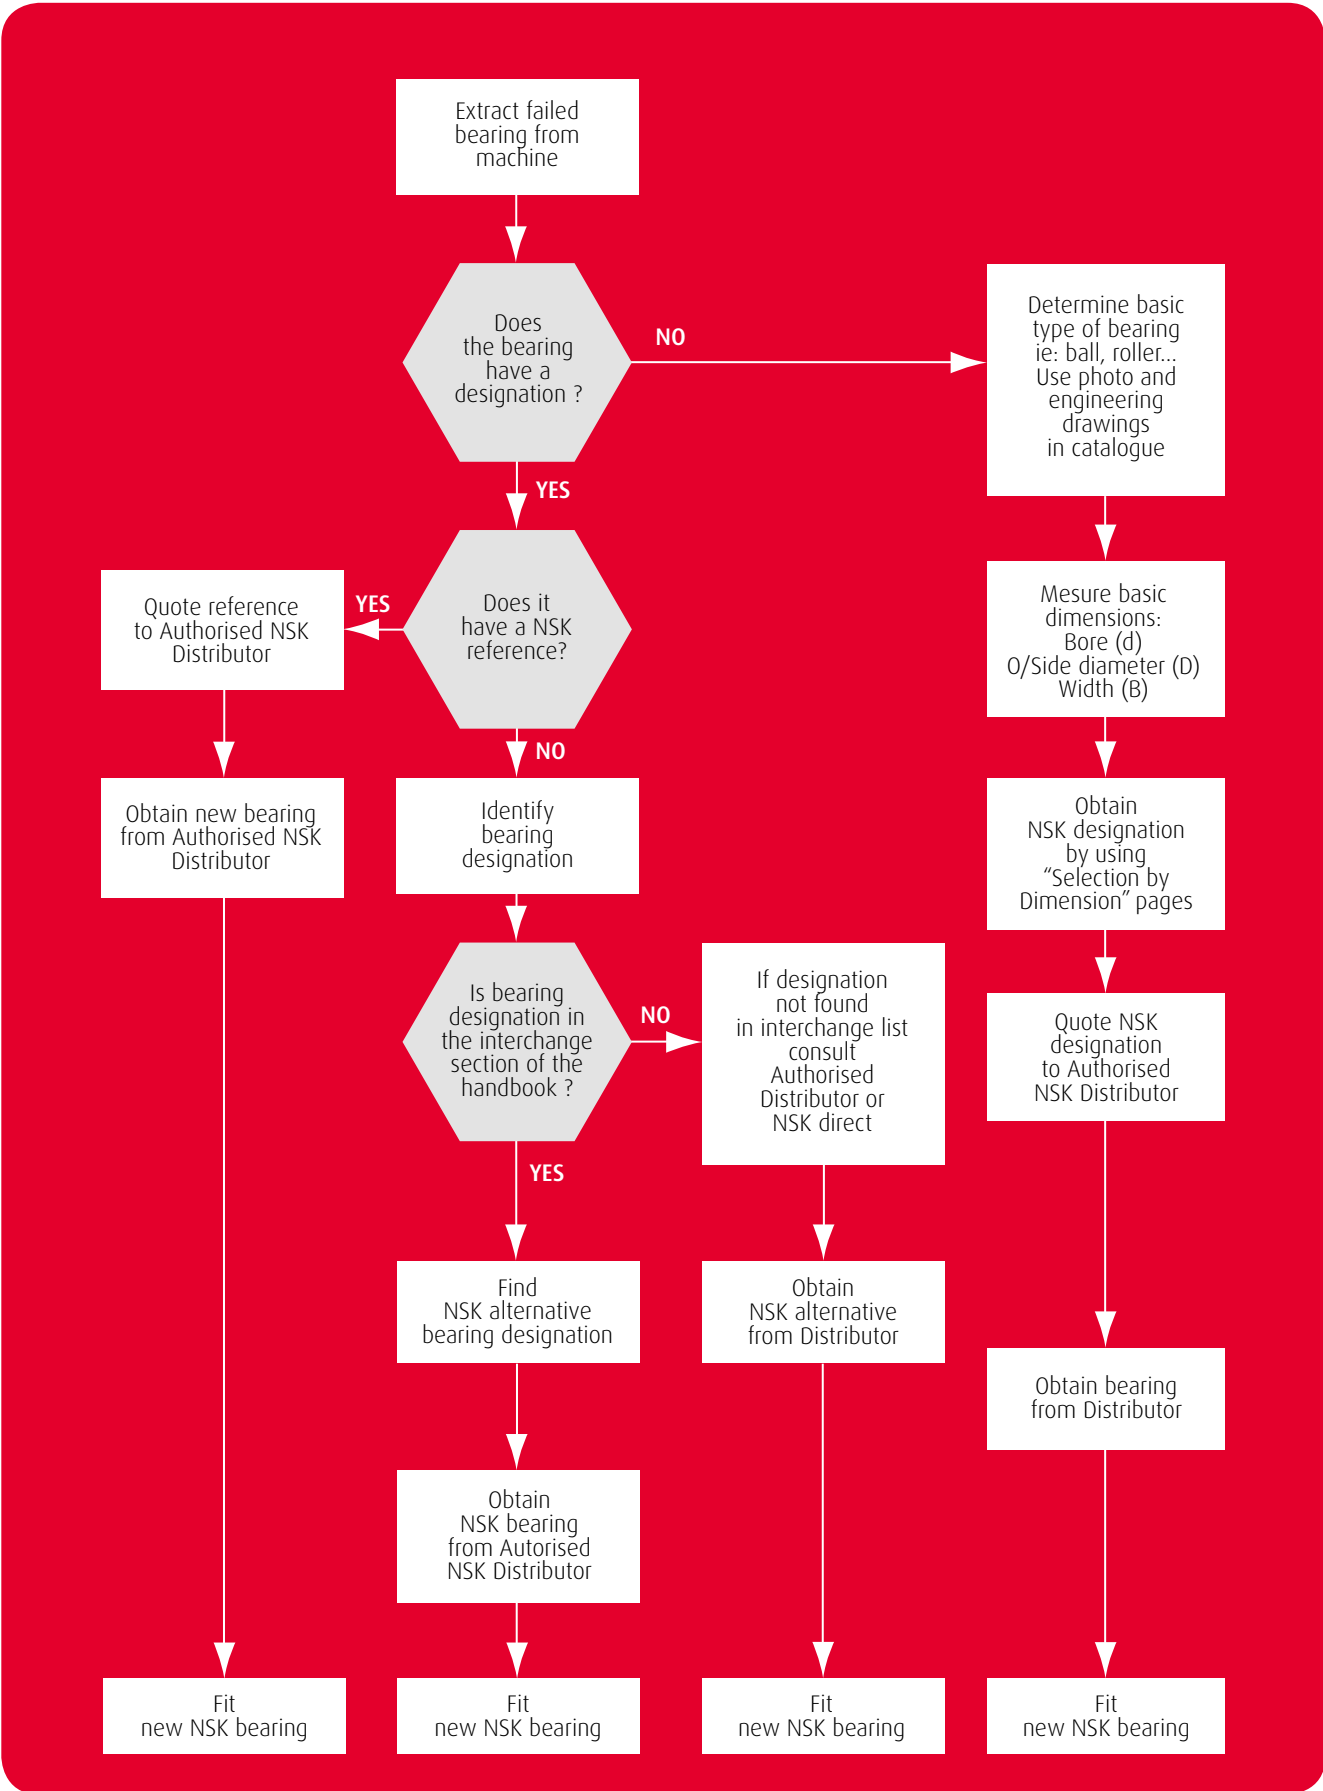 Extract failed
bearing from
machine
Does
the bearing
have a
designation ?
NO
Determine basic
type of bearing
ie: ball, roller...
Use photo and
engineering
drawings
in catalogue
YES
Does it
have a NSK
reference?
YES
Quote reference
to Authorised NSK
Distributor
Mesure basic
dimensions:
Bore (d)
O/Side diameter (D)
Width (B)
NO
Obtain new bearing
from Authorised NSK
Distributor
Identify
bearing
designation
Obtain
NSK designation
by using
“Selection by
Dimension” pages
Is bearing
designation in
the interchange
section of the
handbook ?
NO
If designation
not found
in interchange list
consult
Authorised
Distributor or
NSK direct
Quote NSK
designation
to Authorised
NSK Distributor
YES
Find
NSK alternative
bearing designation
Obtain
NSK alternative
from Distributor
Obtain bearing
from Distributor
Obtain
NSK bearing
from Autorised
NSK Distributor
Fit
new NSK bearing
Fit
new NSK bearing
Fit
new NSK bearing
Fit
new NSK bearing